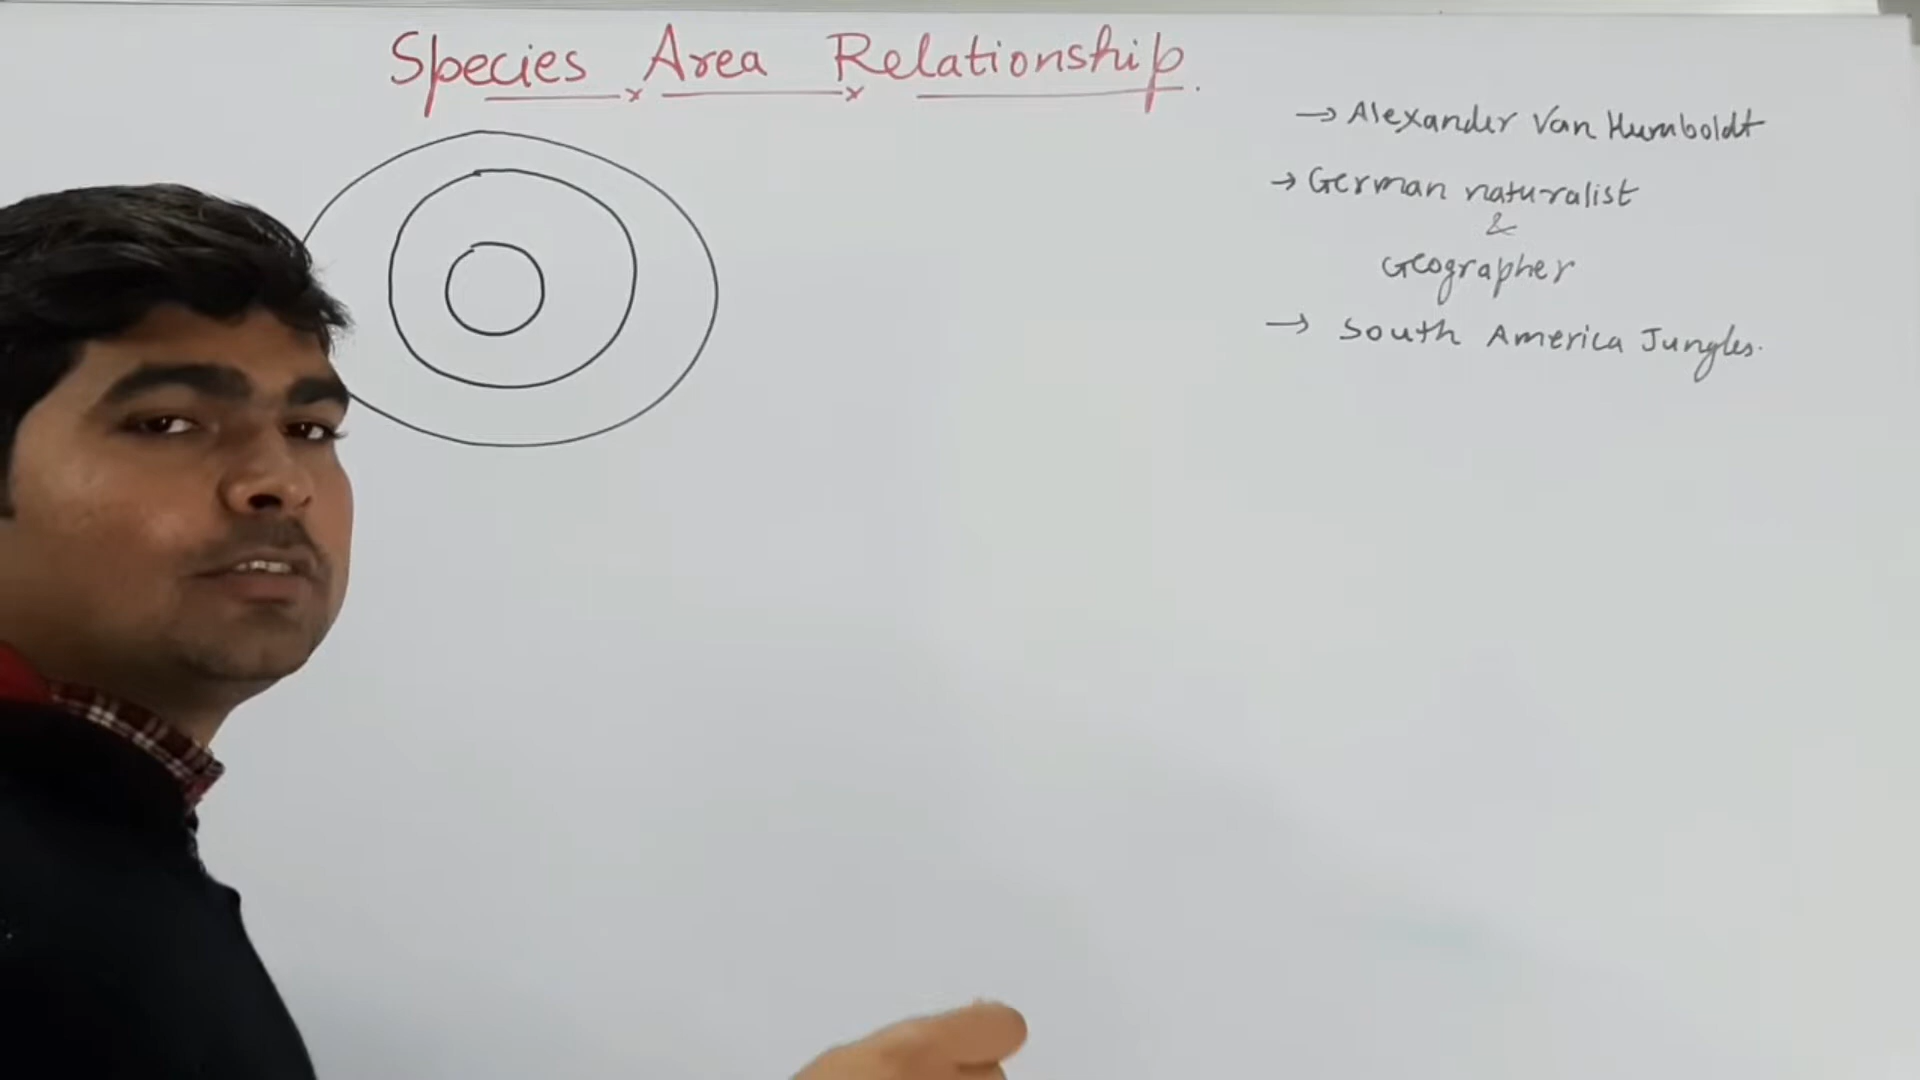 Species Area Relationship.
→ Alexander Van Humboldt
→ German naturalist
&
Geographer
→ South America Jungles.